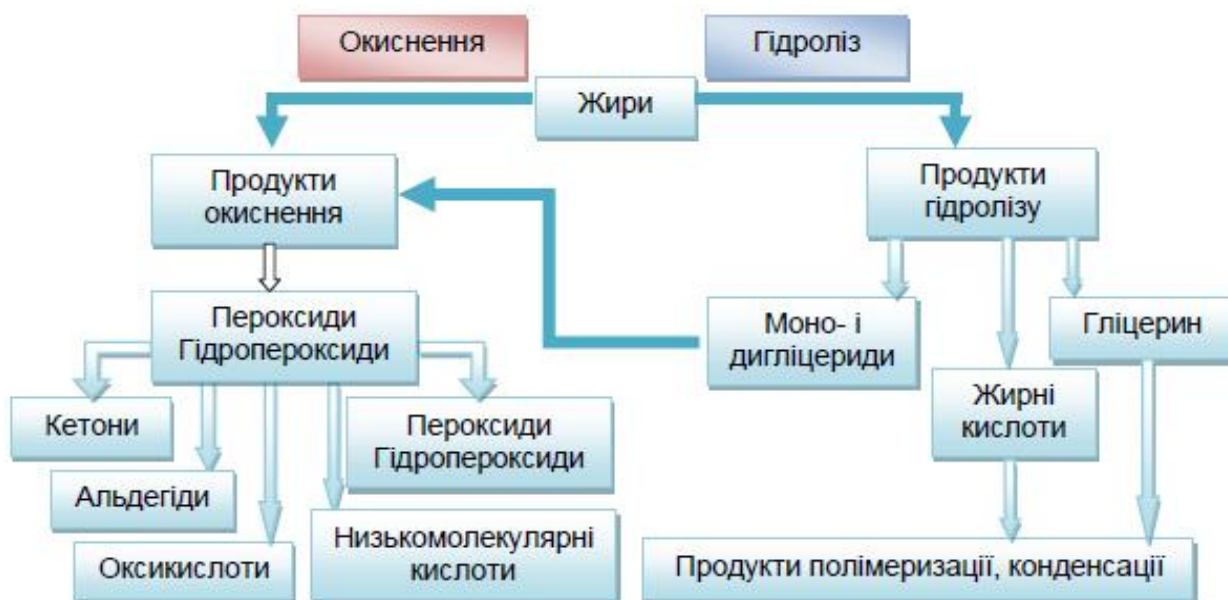 Окиснення
Гідроліз
Жири
Продукти
окиснення
Продукти
гідролізу
Пероксиди
Гідропероксиди
Моно- і
дигліцериди
Гліцерин
Кетони
Пероксиди
Гідропероксиди
Жирні
кислоти
Альдегіди
Оксикислоти
Низькомолекулярні
кислоти
Продукти полімеризації, конденсації